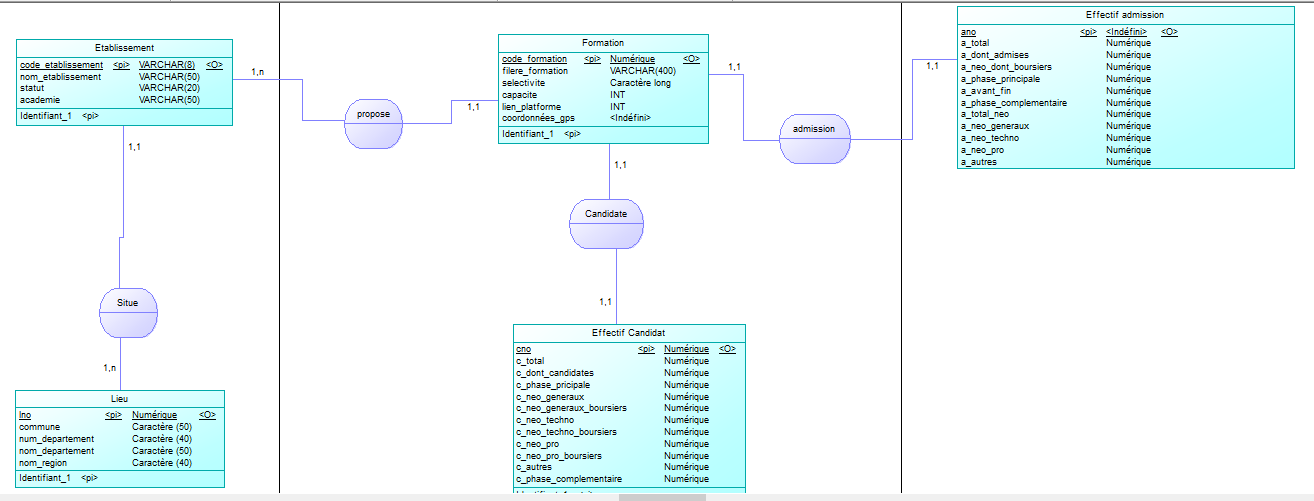 Etablissement
code_etablissement <pi> VARCHAR(8) <O>
nom_etablissement VARCHAR(50)
statut VARCHAR(20)
academie VARCHAR(50)
Identifiant_1 <pi>
1,n
1,1
propose
1,1
Formation
code_formation <pi> Numérique <O>
filere_formation VARCHAR(400)
selectivite Caractère long
capacite INT
lien_platforme INT
coordonnées_gps <Indéfini>
Identifiant_1 <pi>
1,1
1,1
admission
1,1
Effectif admission
ano <pi> <Indéfini> <O>
a_total Numérique
a_dont_admises Numérique
a_neo_dont_boursiers Numérique
a_phase_principale Numérique
a_avant_fin Numérique
a_phase_complementaire Numérique
a_total_neo Numérique
a_neo_generaux Numérique
a_neo_techno Numérique
a_neo_pro Numérique
a_autres Numérique
Candidate
1,1
Situe
1,n
Lieu
lno <pi> Numérique <O>
commune Caractère (50)
num_departement Caractère (40)
nom_departement Caractère (50)
nom_region Caractère (40)
Identifiant_1 <pi>
Effectif Candidat
cno <pi> Numérique <O>
c_total Numérique
c_dont_candidates Numérique
c_phase_pricipale Numérique
c_neo_generaux Numérique
c_neo_generaux_boursiers Numérique
c_neo_techno Numérique
c_neo_techno_boursiers Numérique
c_neo_pro Numérique
c_neo_pro_boursiers Numérique
c_autres Numérique
c_phase_complementaire Numérique